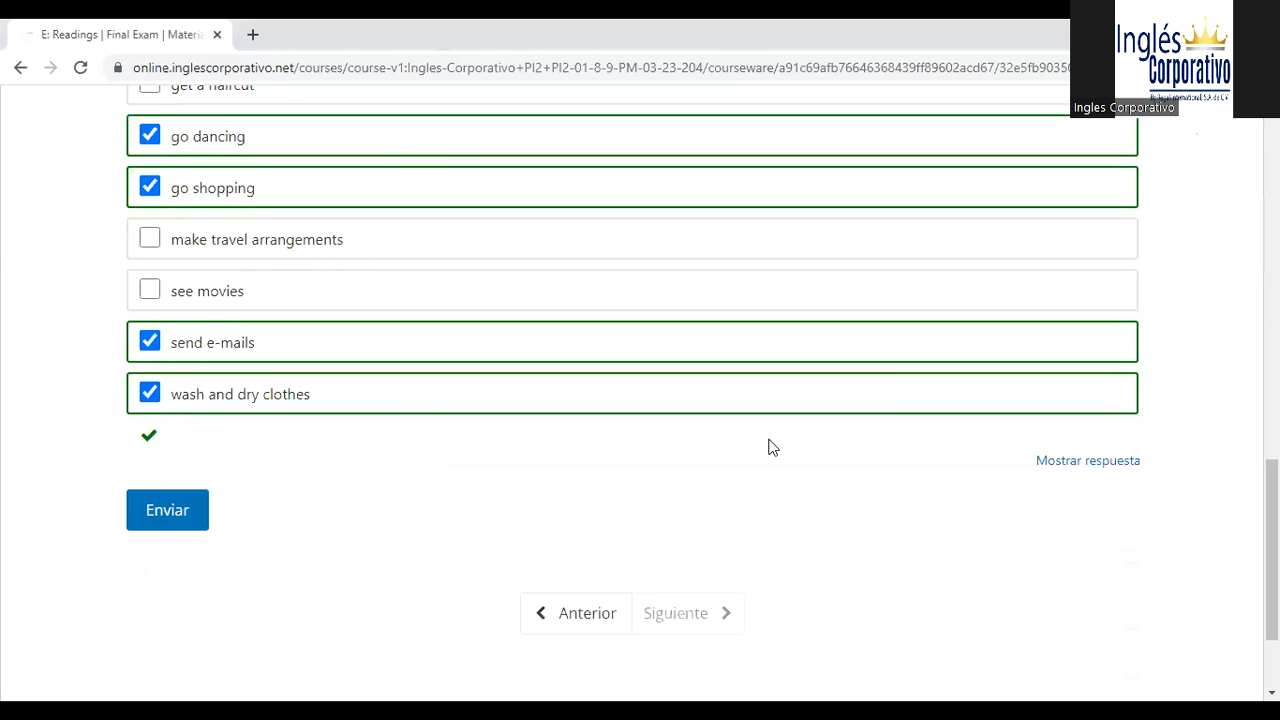 E: Readings | Final Exam | Materia
Inglés
Corporativo
Ingles Corporativo
online.inglescorporativo.net/courses/course-v1:Ingles-Corporativo+PI2+PI2-01-8-9-PM-03-23-204/courseware/a91c69afb76646368439ff89602acd67/32e5fb9035
get a haircut
go dancing
go shopping
make travel arrangements
see movies
send e-mails
wash and dry clothes
Mostrar respuesta
Enviar
Anterior
Siguiente